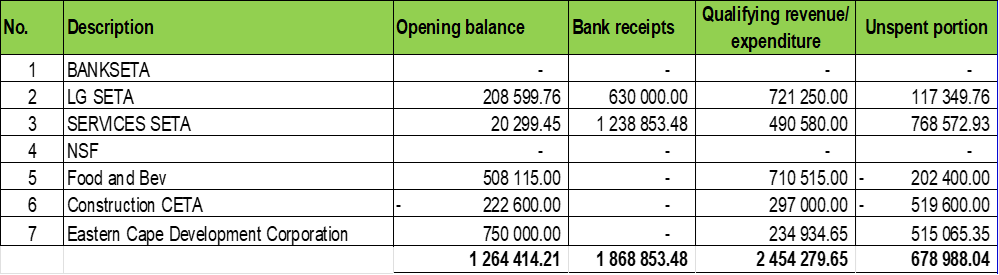 No. Description Opening balance Bank receipts Qualifying revenue/ expenditure Unspent portion
1 BANKSETA - - - -
2 LG SETA 208 599.76 630 000.00 721 250.00 117 349.76
3 SERVICES SETA 20 299.45 1 238 853.48 490 580.00 768 572.93
4 NSF - - - -
5 Food and Bev 508 115.00 - 710 515.00 - 202 400.00
6 Construction CETA - 222 600.00 - 297 000.00 - 519 600.00
7 Eastern Cape Development Corporation 750 000.00 - 234 934.65 515 065.35
1 264 414.21 1 868 853.48 2 454 279.65 678 988.04